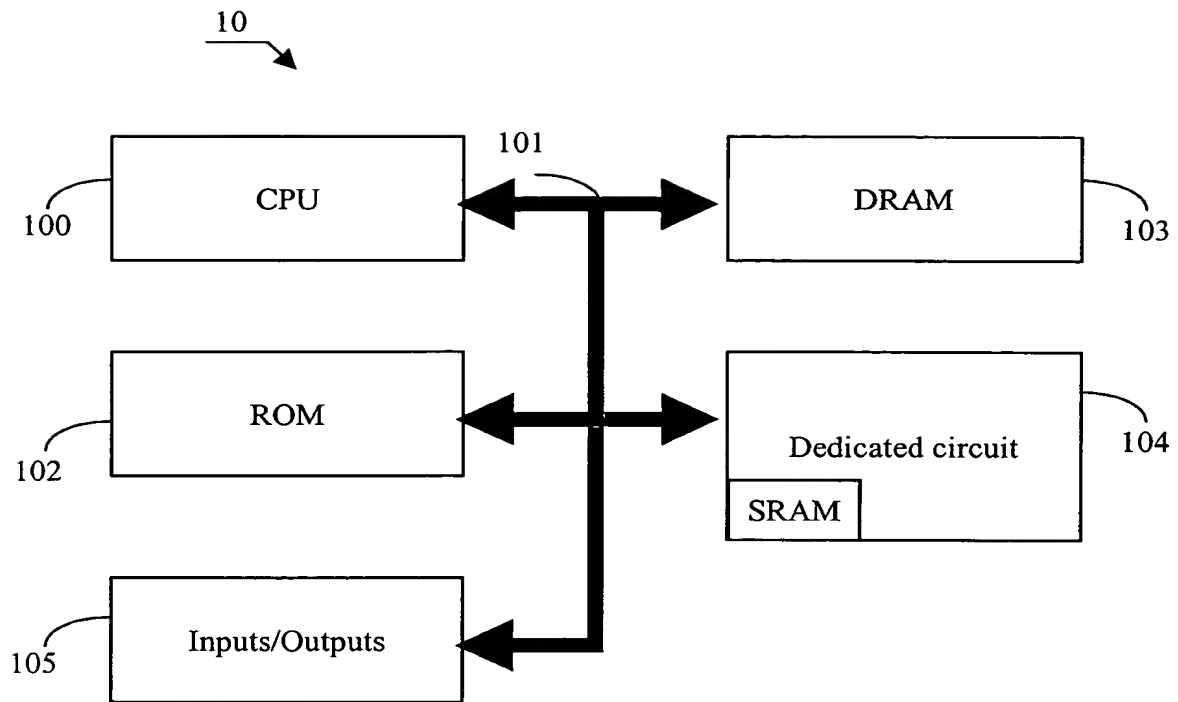 10
101
CPU
DRAM
100
103
ROM
Dedicated circuit
104
102
SRAM
Inputs/Outputs
105